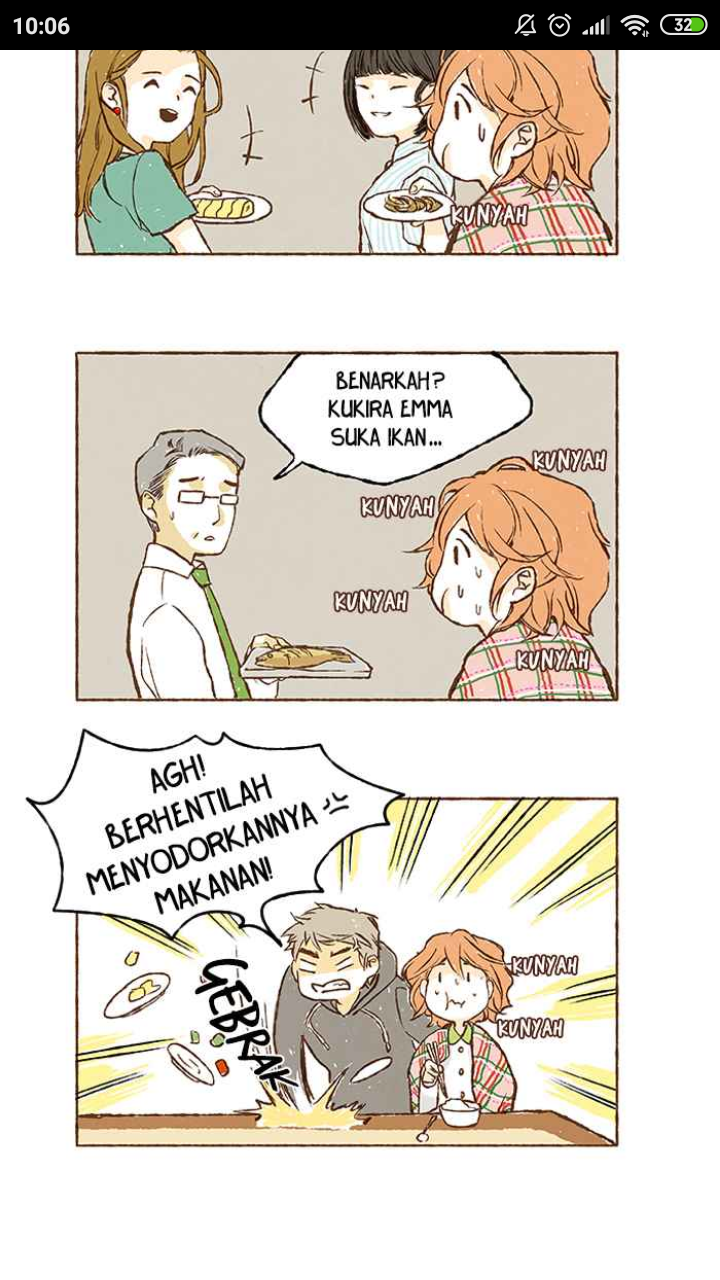 10:06
32
KUNYAH
BENARKAH?
KUKIRA EMMA
SUKA IKAN...
KUNYAH
KUNYAH
KUNYAH
KUNYAH
AGH!
BERHENTILAH
MENYODORKANNYA
MAKANAN!
GEBRAK
KUNYAH
KUNYAH